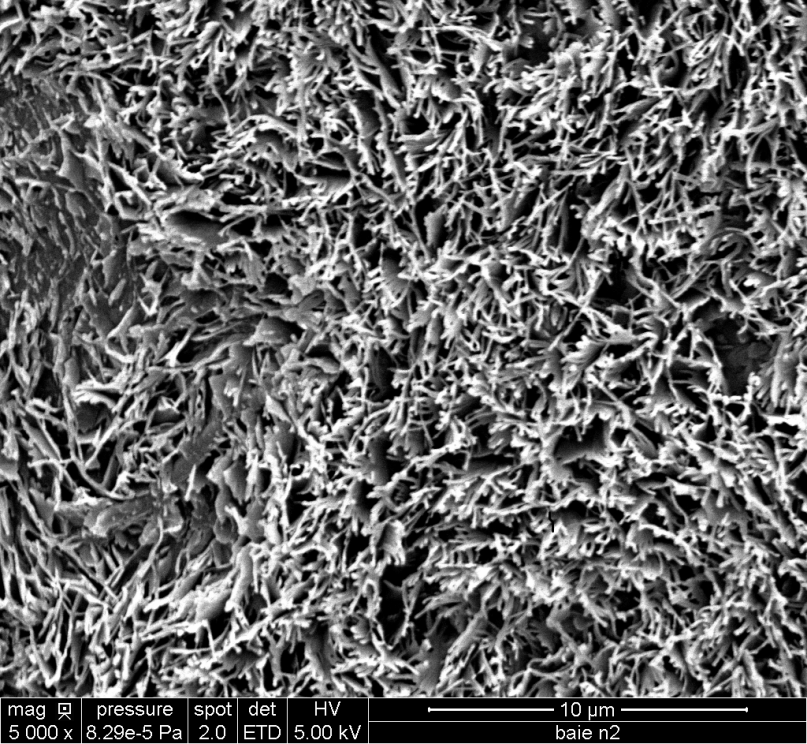 mag pressure spot det HV 10 µm
5 000 x 8.29e-5 Pa 2.0 ETD 5.00 kV baie n2